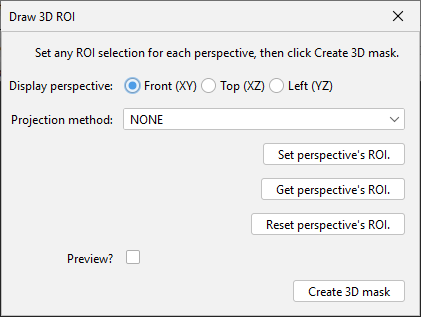 Draw 3D ROI
Set any ROI selection for each perspective, then click Create 3D mask.
Display perspective: Front (XY) Top (XZ) Left (YZ)
Projection method: NONE
Set perspective's ROI.
Get perspective's ROI.
Reset perspective's ROI.
Preview?
Create 3D mask